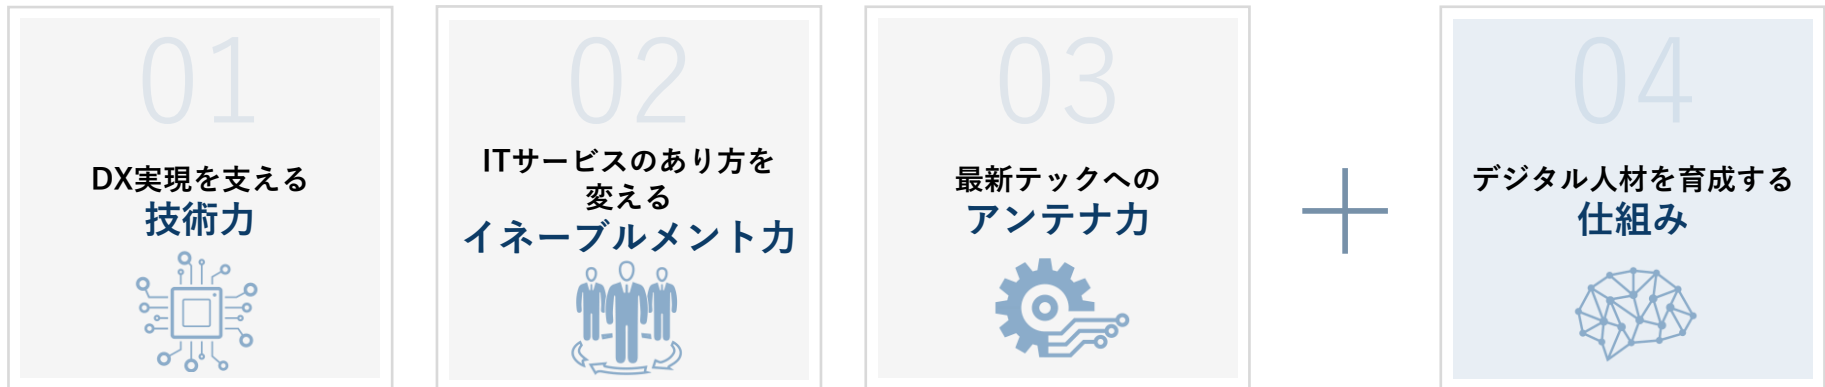 01
DX実現を支える
技術力
02
ITサービスのあり方を
変える
イネーブルメント力
03
最新テックへの
アンテナ力
04
デジタル人材を育成する
仕組み